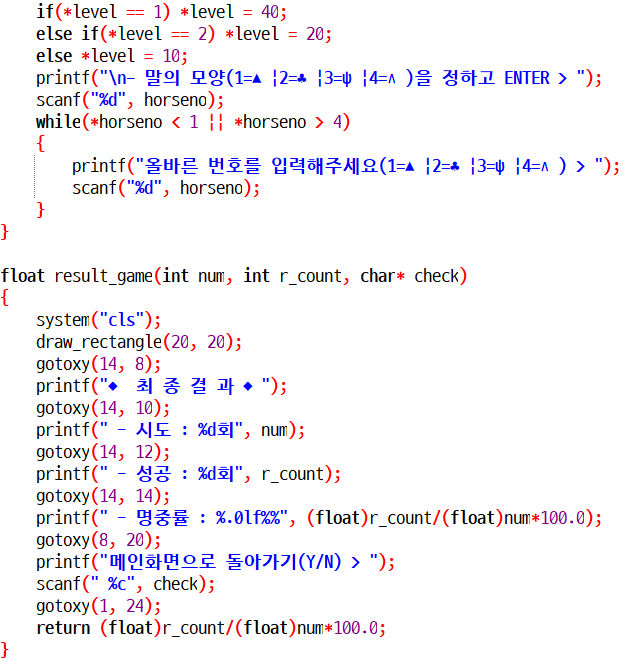 if(*level == 1) *level = 40;
else if(*level == 2) *level = 20;
else *level = 10;
printf("\n- 말의 모양(1=▲ |2=♣ |3=ψ |4=∧ )을 정하고 ENTER > ");
scanf("%d", horseno);
while(*horseno < 1 || *horseno > 4)
{
printf("올바른 번호를 입력해주세요(1=▲ |2=♣ |3=ψ |4=∧ ) > ");
scanf("%d", horseno);
}
}
float result_game(int num, int r_count, char* check)
{
system("cls");
draw_rectangle(20, 20);
gotoxy(14, 8);
printf("◆  최 종 결 과 ◆ ");
gotoxy(14, 10);
printf(" - 시도 : %d회", num);
gotoxy(14, 12);
printf(" - 성공 : %d회", r_count);
gotoxy(14, 14);
printf(" - 명중률 : %.0lf%%", (float)r_count/(float)num*100.0);
gotoxy(8, 20);
printf("메인화면으로 돌아가기(Y/N) > ");
scanf(" %c", check);
gotoxy(1, 24);
return (float)r_count/(float)num*100.0;
}